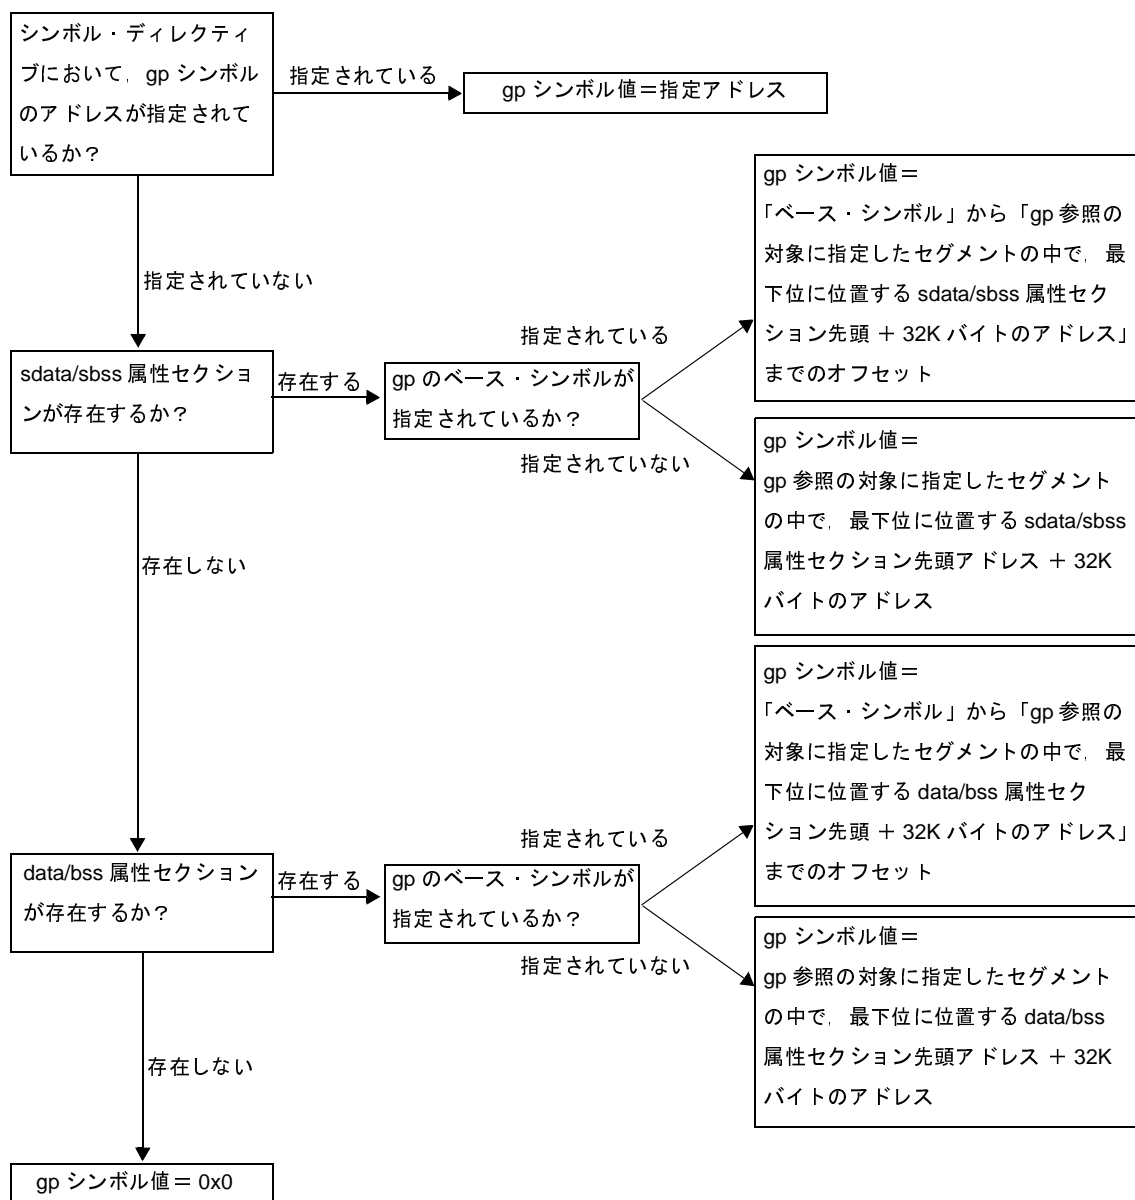 シンボル・ディレクティ
ブにおいて，gp シンボル
のアドレスが指定されて
いるか？
指定されている
gp シンボル値＝指定アドレス
指定されていない
sdata/sbss 属性セクショ
ンが存在するか？
存在する
gp のベース・シンボルが
指定されているか？
指定されている
gp シンボル値＝
「ベース・シンボル」から「gp 参照の
対象に指定したセグメントの中で，最
下位に位置する sdata/sbss 属性セク
ション先頭 ＋ 32K バイトのアドレス」
までのオフセット
指定されていない
gp シンボル値＝
gp 参照の対象に指定したセグメント
の中で，最下位に位置する sdata/sbss
属性セクション先頭アドレス ＋ 32K
バイトのアドレス
存在しない
data/bss 属性セクション
が存在するか？
存在する
gp のベース・シンボルが
指定されているか？
指定されている
gp シンボル値＝
「ベース・シンボル」から「gp 参照の
対象に指定したセグメントの中で，最
下位に位置する data/bss 属性セク
ション先頭 ＋ 32K バイトのアドレス」
までのオフセット
指定されていない
gp シンボル値＝
gp 参照の対象に指定したセグメント
の中で，最下位に位置する data/bss
属性セクション先頭アドレス ＋ 32K
バイトのアドレス
存在しない
gp シンボル値＝ 0x0